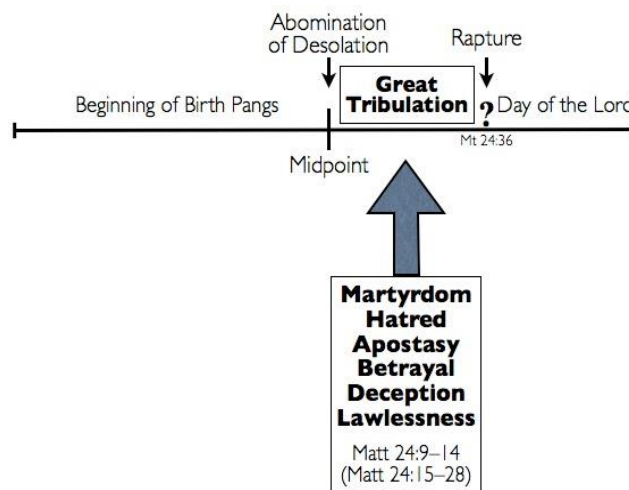 Abomination
of Desolation
Rapture
Great
Tribulation
Beginning of Birth Pangs
? Day of the Lord
Mt 24:36
Midpoint
Martyrdom
Hatred
Apostasy
Betrayal
Deception
Lawlessness
Matt 24:9–14
(Matt 24:15–28)